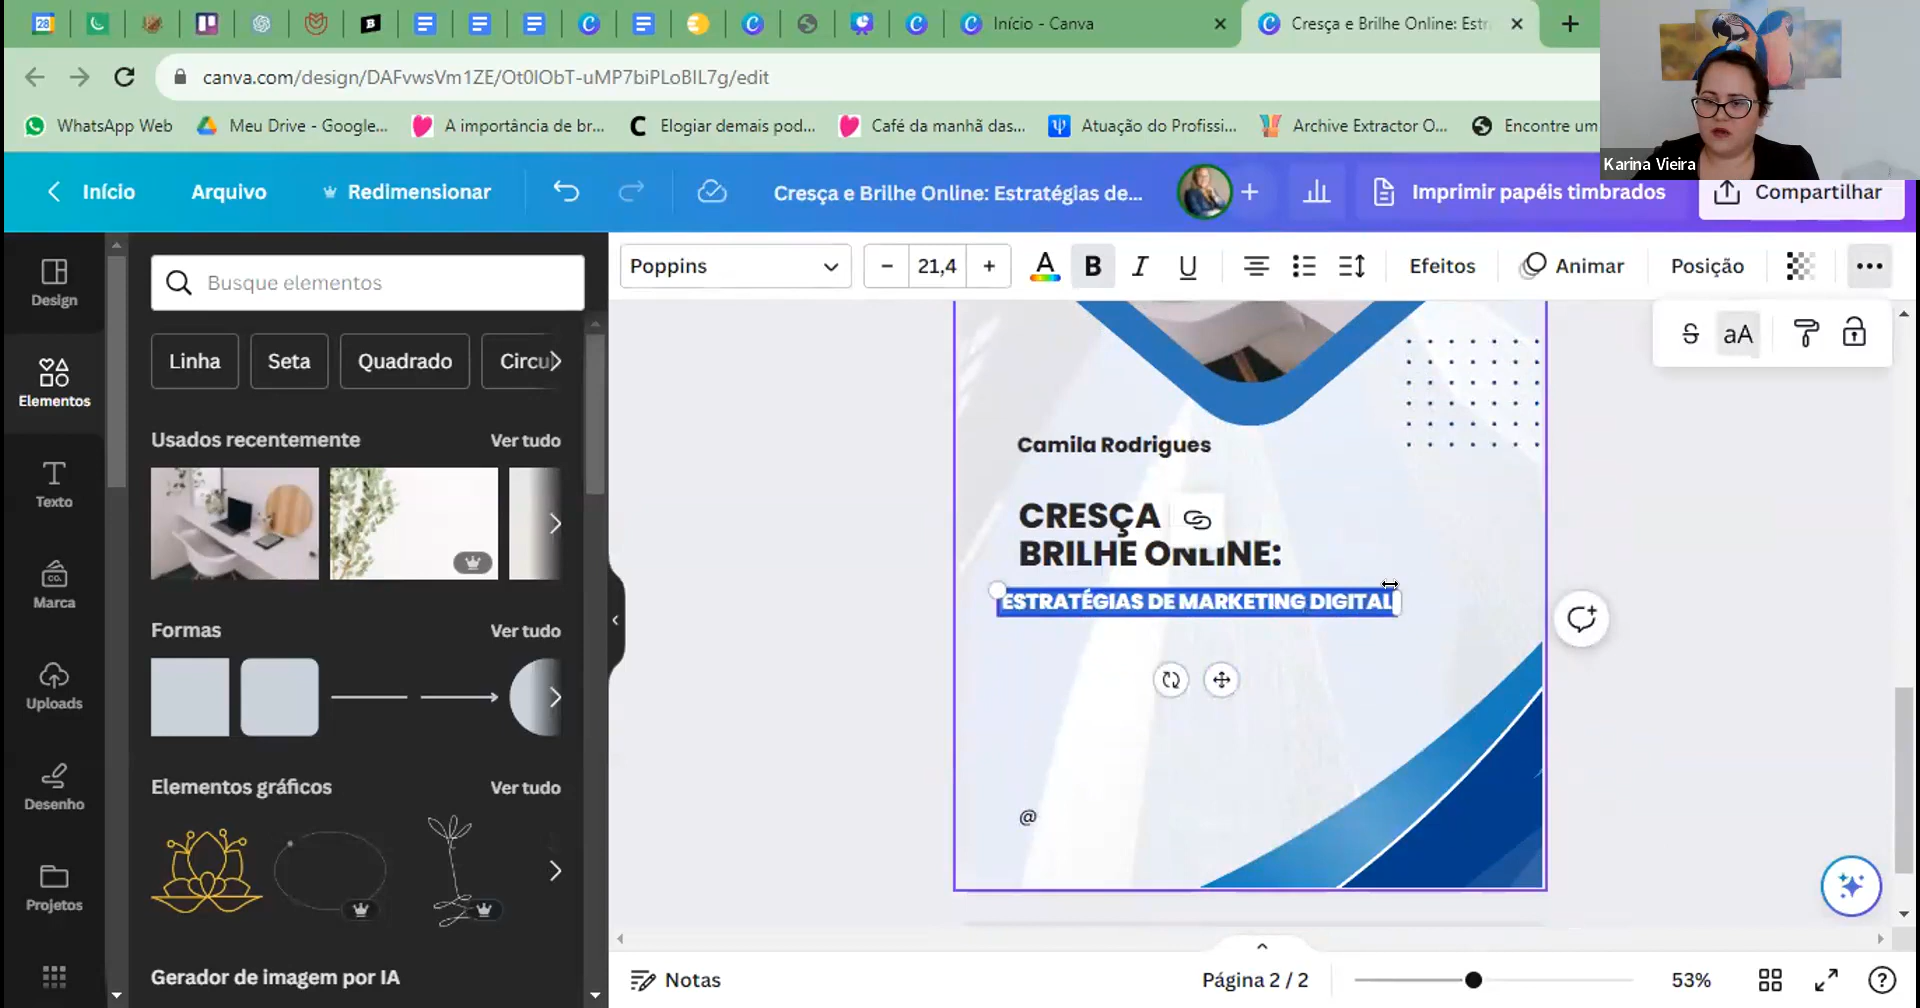 28
Início - Canva
Cresça e Brilhe Online: Estr
canva.com/design/DAFvwsVm1ZE/Ot0IObT-uMP7biPLoBIL7g/edit
WhatsApp Web
Meu Drive - Google...
A importância de br...
Elogiar demais pod...
Café da manhã das...
Atuação do Profissi...
Archive Extractor O...
Encontre um
Karina Vieira
Início
Arquivo
Redimensionar
Cresça e Brilhe Online: Estratégias de...
Imprimir papéis timbrados
Compartilhar
Design
Elementos
Texto
Marca
Uploads
Desenho
Projetos
Busque elementos
Linha
Seta
Quadrado
Círcu
Usados recentemente
Ver tudo
Formas
Ver tudo
Elementos gráficos
Ver tudo
Gerador de imagem por IA
Poppins
21,4
A
B
I
U
Efeitos
Animar
Posição
S
aA
Camila Rodrigues
CRESÇA
BRILHE ONLINE:
ESTRATÉGIAS DE MARKETING DIGITAL
@
Notas
Página 2 / 2
53%